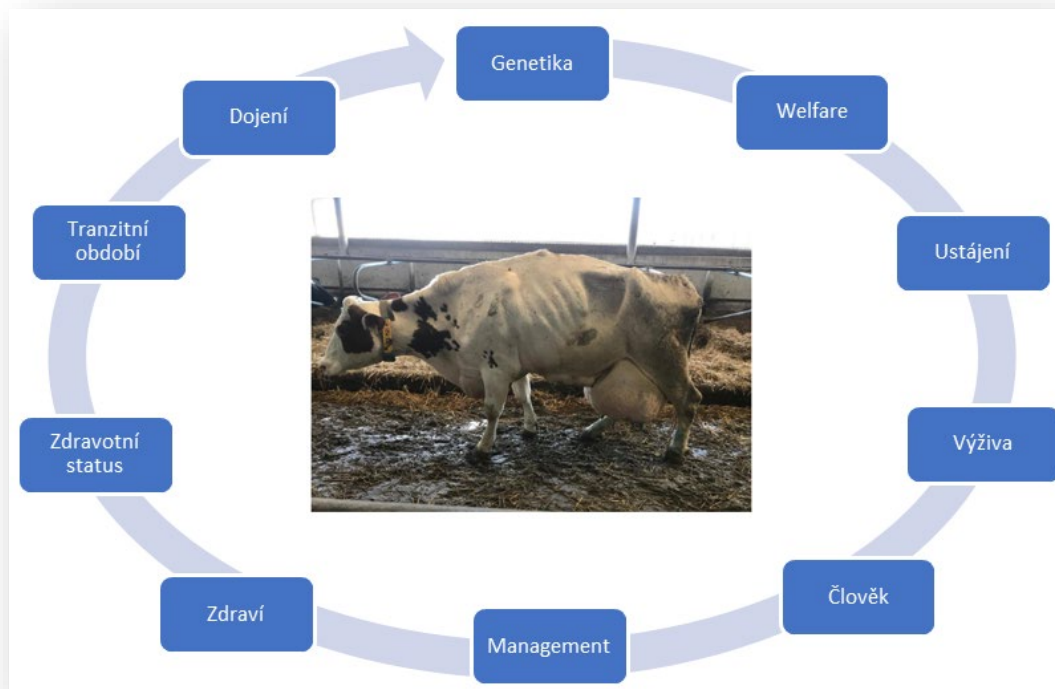 Genetika
Welfare
Ustájení
Výživa
Člověk
Management
Zdraví
Zdravotní
status
Tranzitní
období
Dojení